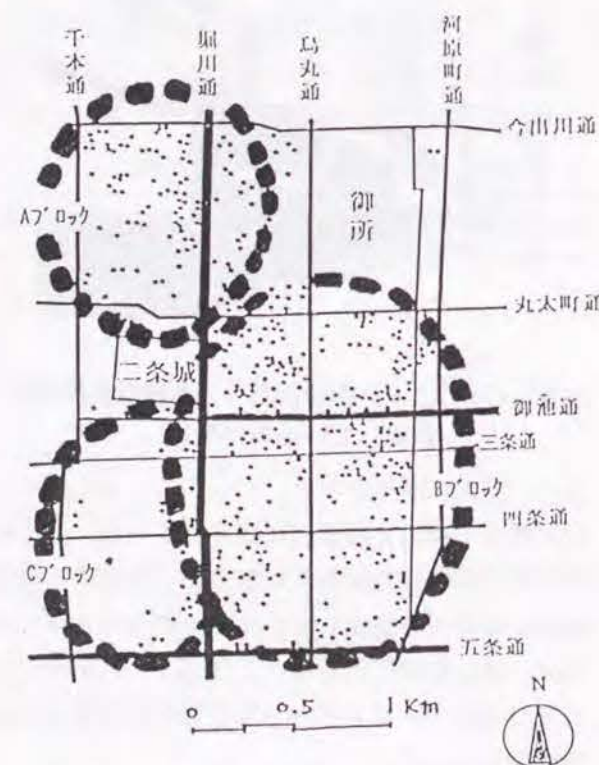 千本通
堀川通
烏丸通
河原町通
今出川通
Aブロック
御所
丸太町通
二条城
御池通
三条通
Bブロック
四条通
Cブロック
五条通
0 0.5 1 Km
N